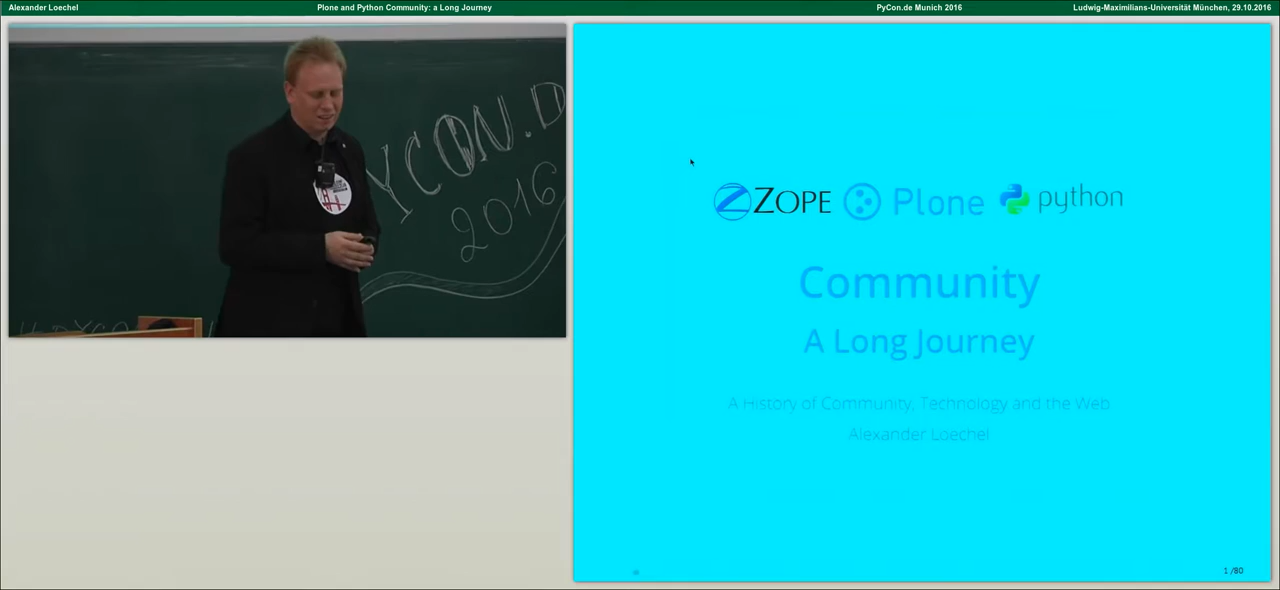 Alexander Loechel
Plone and Python Community: a Long Journey
PyCon.de Munich 2016
Ludwig-Maximilians-Universität München, 29.10.2016
YCON.D
2016
ZOPE Plone python
Community
A Long Journey
A History of Community, Technology and the Web
Alexander Loechel
1 /80